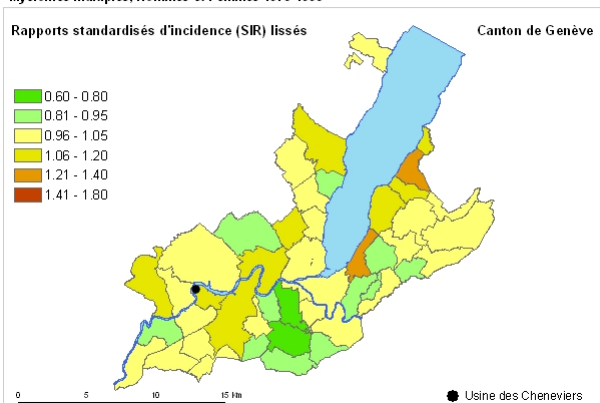 Rapports standardisés d'incidence (SIR) lissés
Canton de Genève
0.60 - 0.80
0.81 - 0.95
0.96 - 1.05
1.06 - 1.20
1.21 - 1.40
1.41 - 1.80
0 5 10 15 Km
Usine des Cheneviers